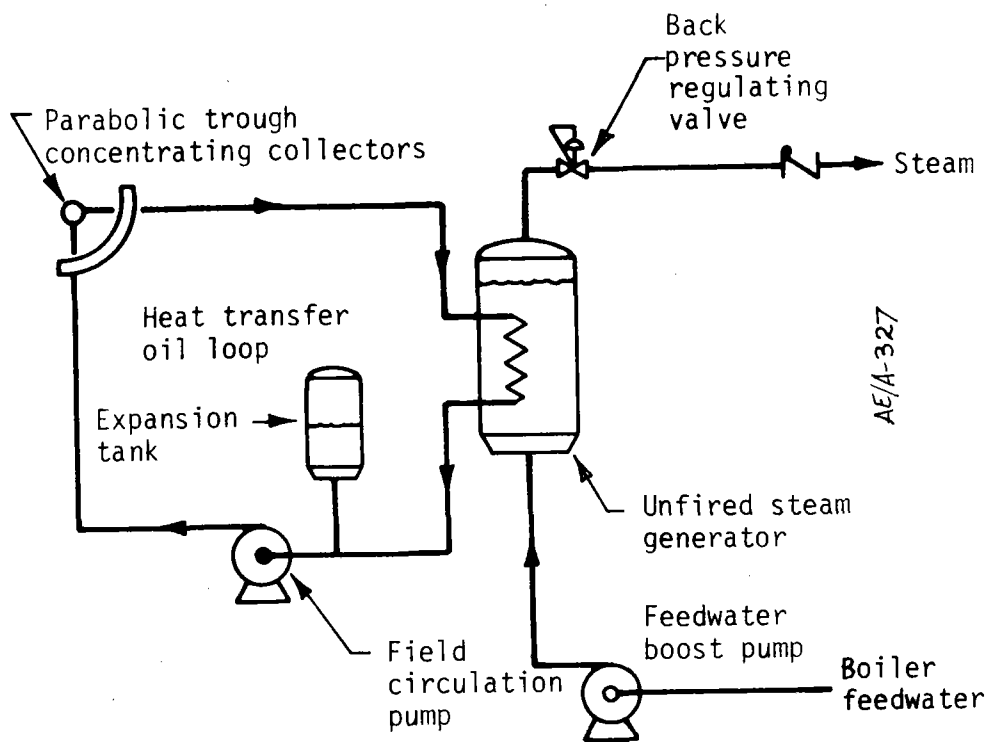 Back
pressure
regulating
valve
Parabolic trough
concentrating collectors
Steam
Heat transfer
oil loop
AE/A-327
Expansion
tank
Unfired steam
generator
Feedwater
boost pump
Field
circulation
pump
Boiler
feedwater